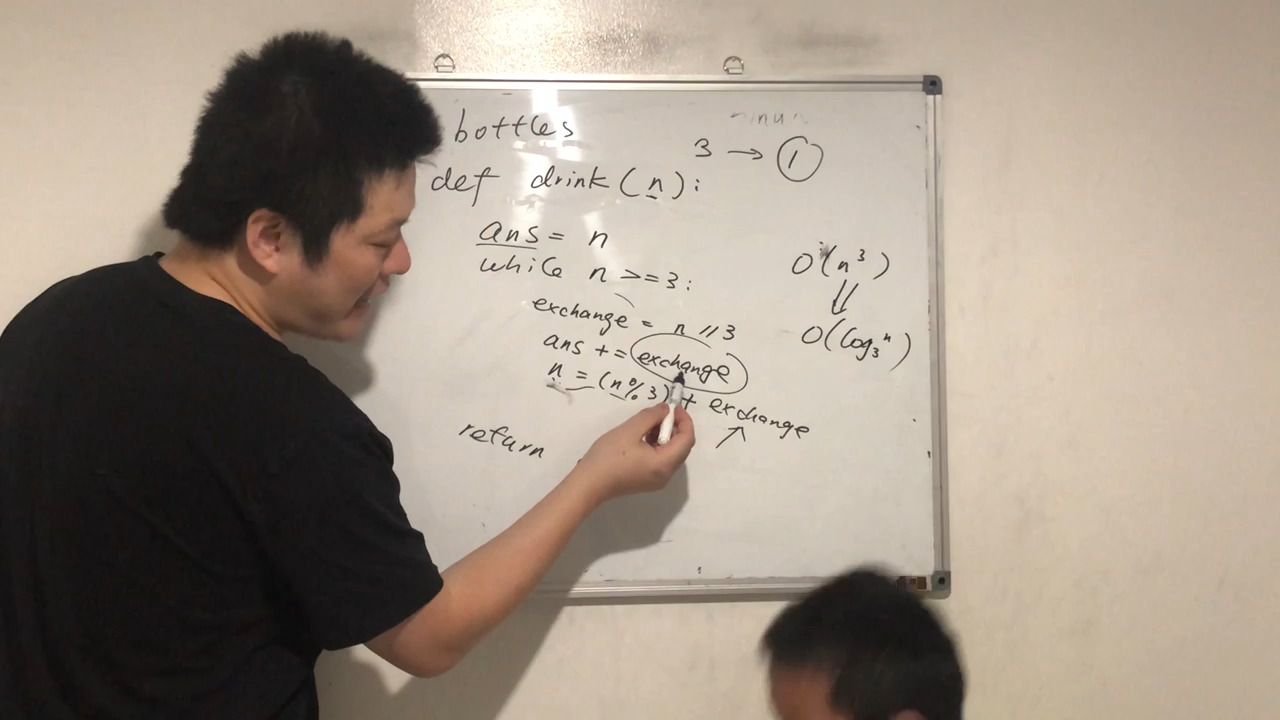 bottles
3 → 1
def drink(n):
ans = n
while n >= 3:
exchange = n // 3
ans += exchange
n = (n % 3) + exchange
return
O(n³)
⇓
O(log₃ⁿ)